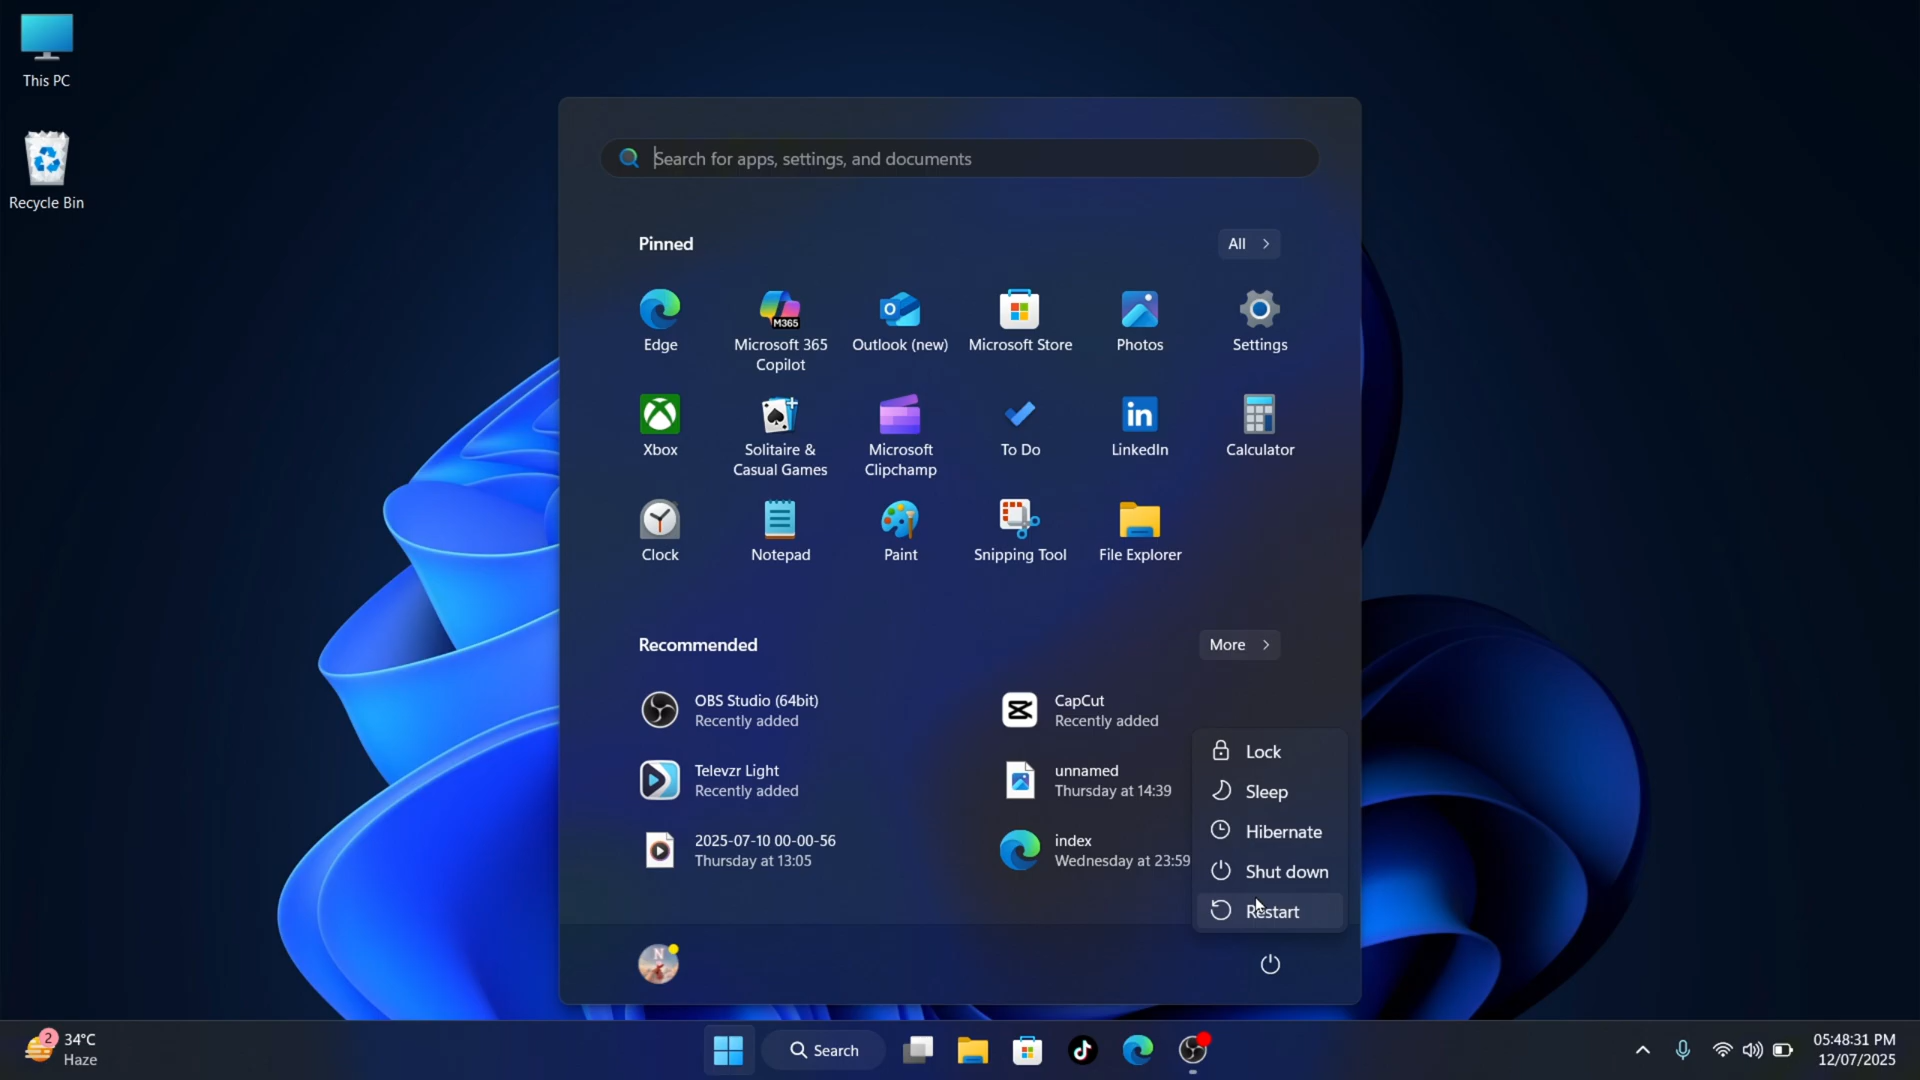 This PC
Recycle Bin
Search for apps, settings, and documents
Pinned
All
Edge
M365
Microsoft 365
Copilot
Outlook (new)
Microsoft Store
Photos
Settings
Xbox
Solitaire &
Casual Games
Microsoft
Clipchamp
To Do
in
LinkedIn
Calculator
Clock
Notepad
Paint
Snipping Tool
File Explorer
Recommended
More
OBS Studio (64bit)
Recently added
CapCut
Recently added
Televzr Light
Recently added
unnamed
Thursday at 14:39
2025-07-10 00-00-56
Thursday at 13:05
index
Wednesday at 23:59
Lock
Sleep
Hibernate
Shut down
Restart
N
2
34°C
Haze
Search
05:48:31 PM
12/07/2025